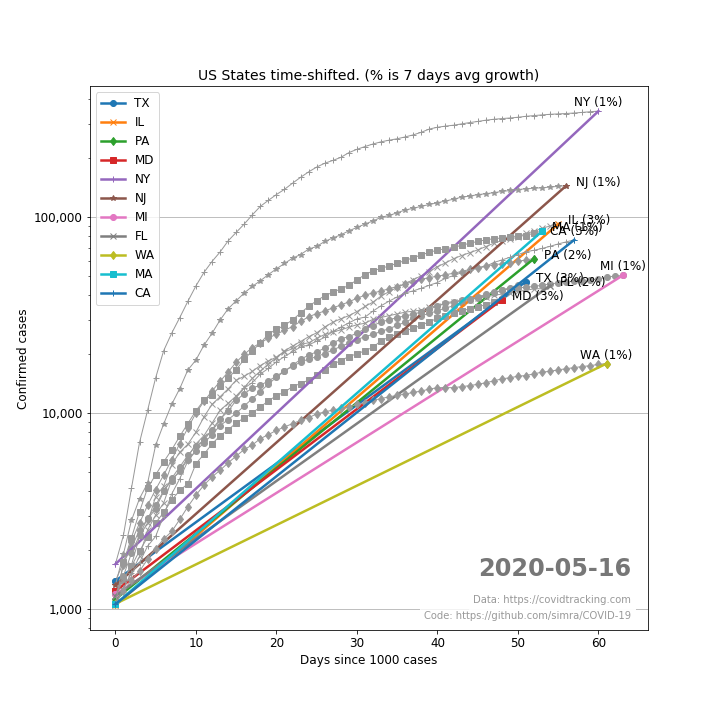 US States time-shifted. (% is 7 days avg growth)
TX
IL
PA
MD
NY
NJ
MI
FL
WA
MA
CA
NY (1%)
NJ (1%)
IL (3%)
MA (1%)
CA (3%)
PA (2%)
MI (1%)
TX (3%)
FL (2%)
MD (3%)
WA (1%)
100,000
10,000
1,000
Confirmed cases
0 10 20 30 40 50 60
Days since 1000 cases
2020-05-16
Data: https://covidtracking.com
Code: https://github.com/simra/COVID-19